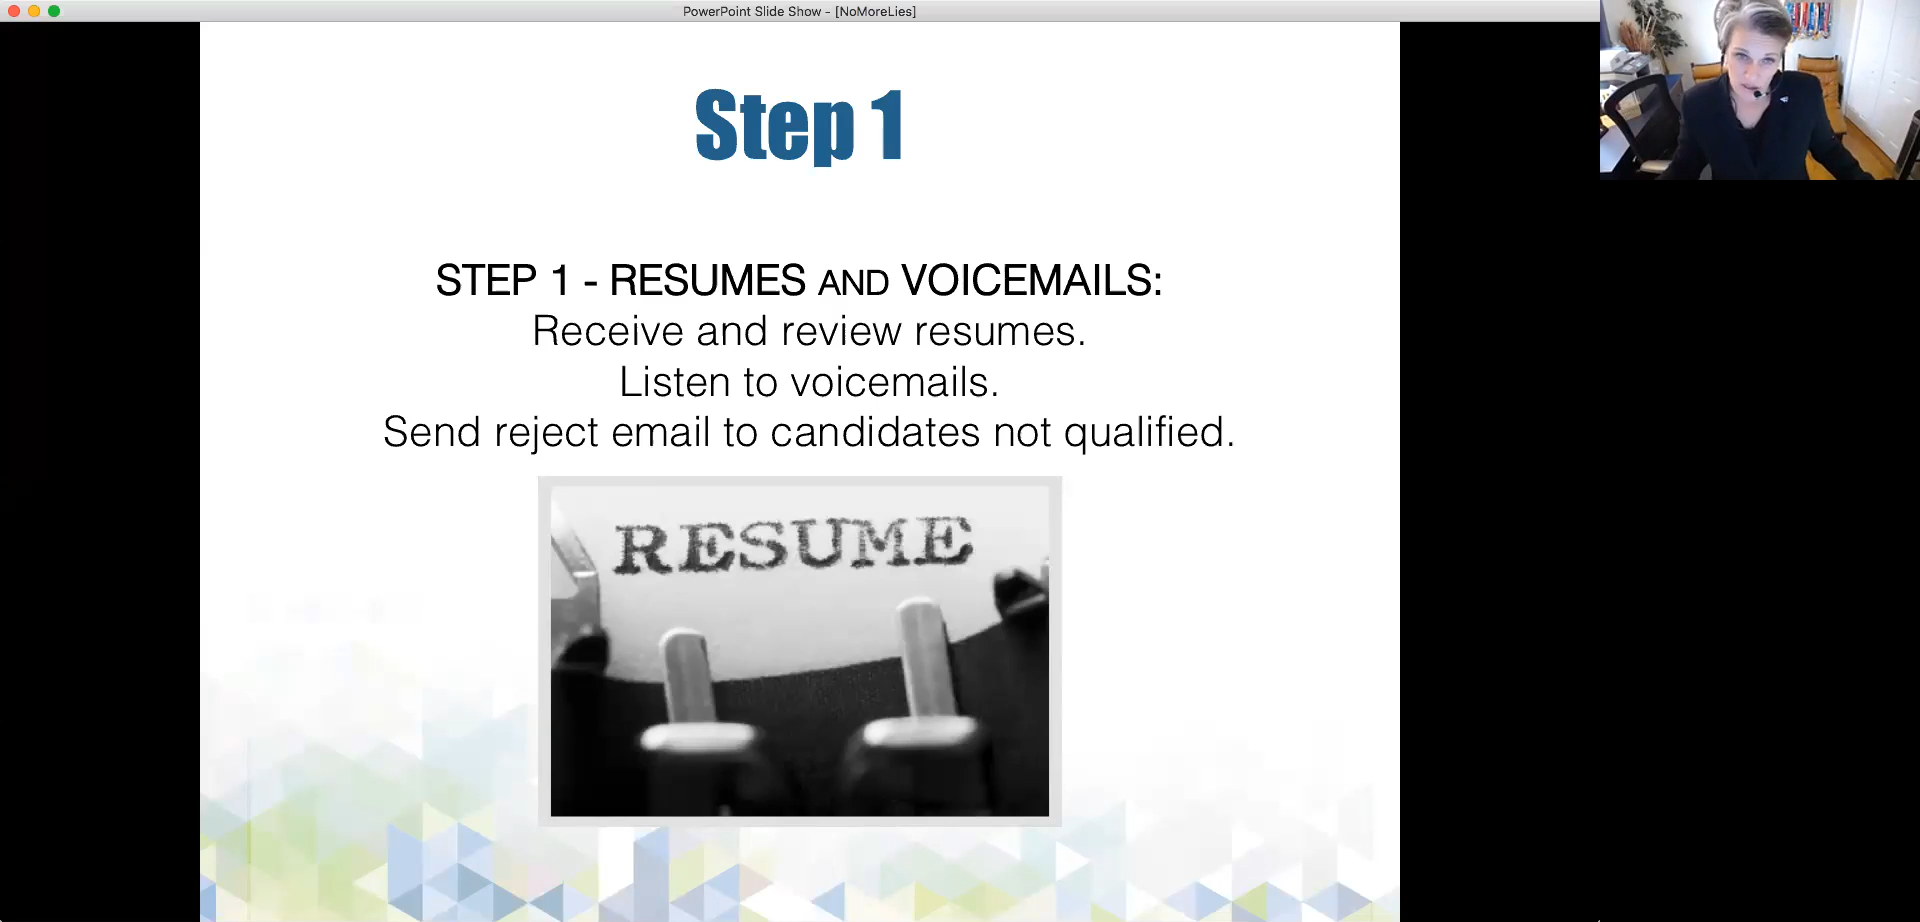 PowerPoint Slide Show - [NoMoreLies]
Step 1
STEP 1 - RESUMES AND VOICEMAILS:
Receive and review resumes.
Listen to voicemails.
Send reject email to candidates not qualified.
RESUME